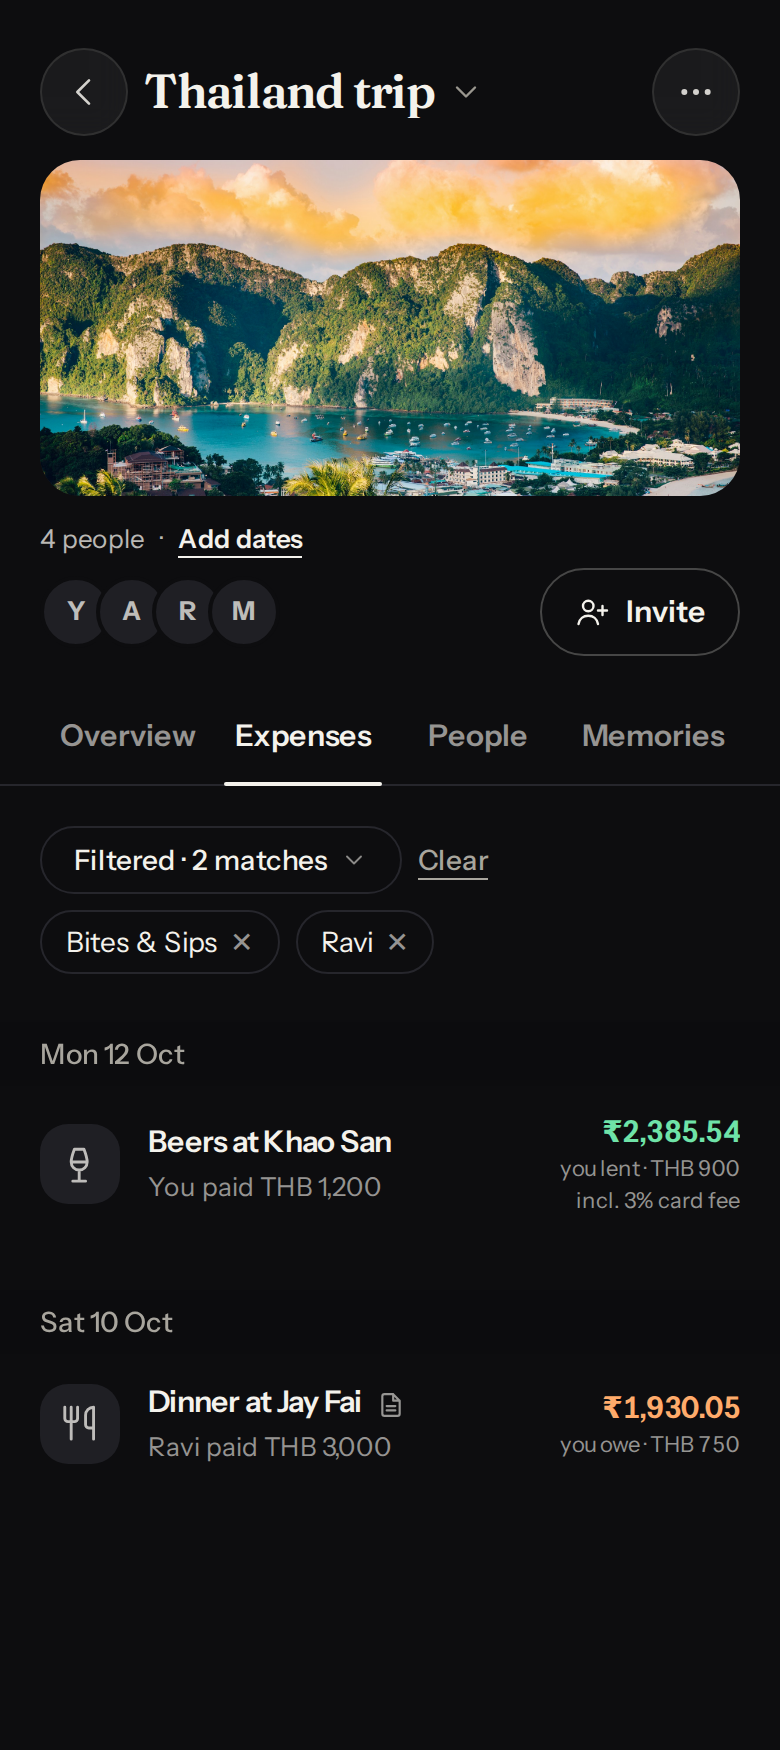 Thailand trip
4 people · Add dates
Y A R M
Invite
Overview Expenses People Memories
Filtered · 2 matches Clear
Bites & Sips × Ravi ×
Mon 12 Oct
Beers at Khao San
₹2,385.54
You paid THB 1,200
you lent · THB 900
incl. 3% card fee
Sat 10 Oct
Dinner at Jay Fai
₹1,930.05
Ravi paid THB 3,000
you owe · THB 750